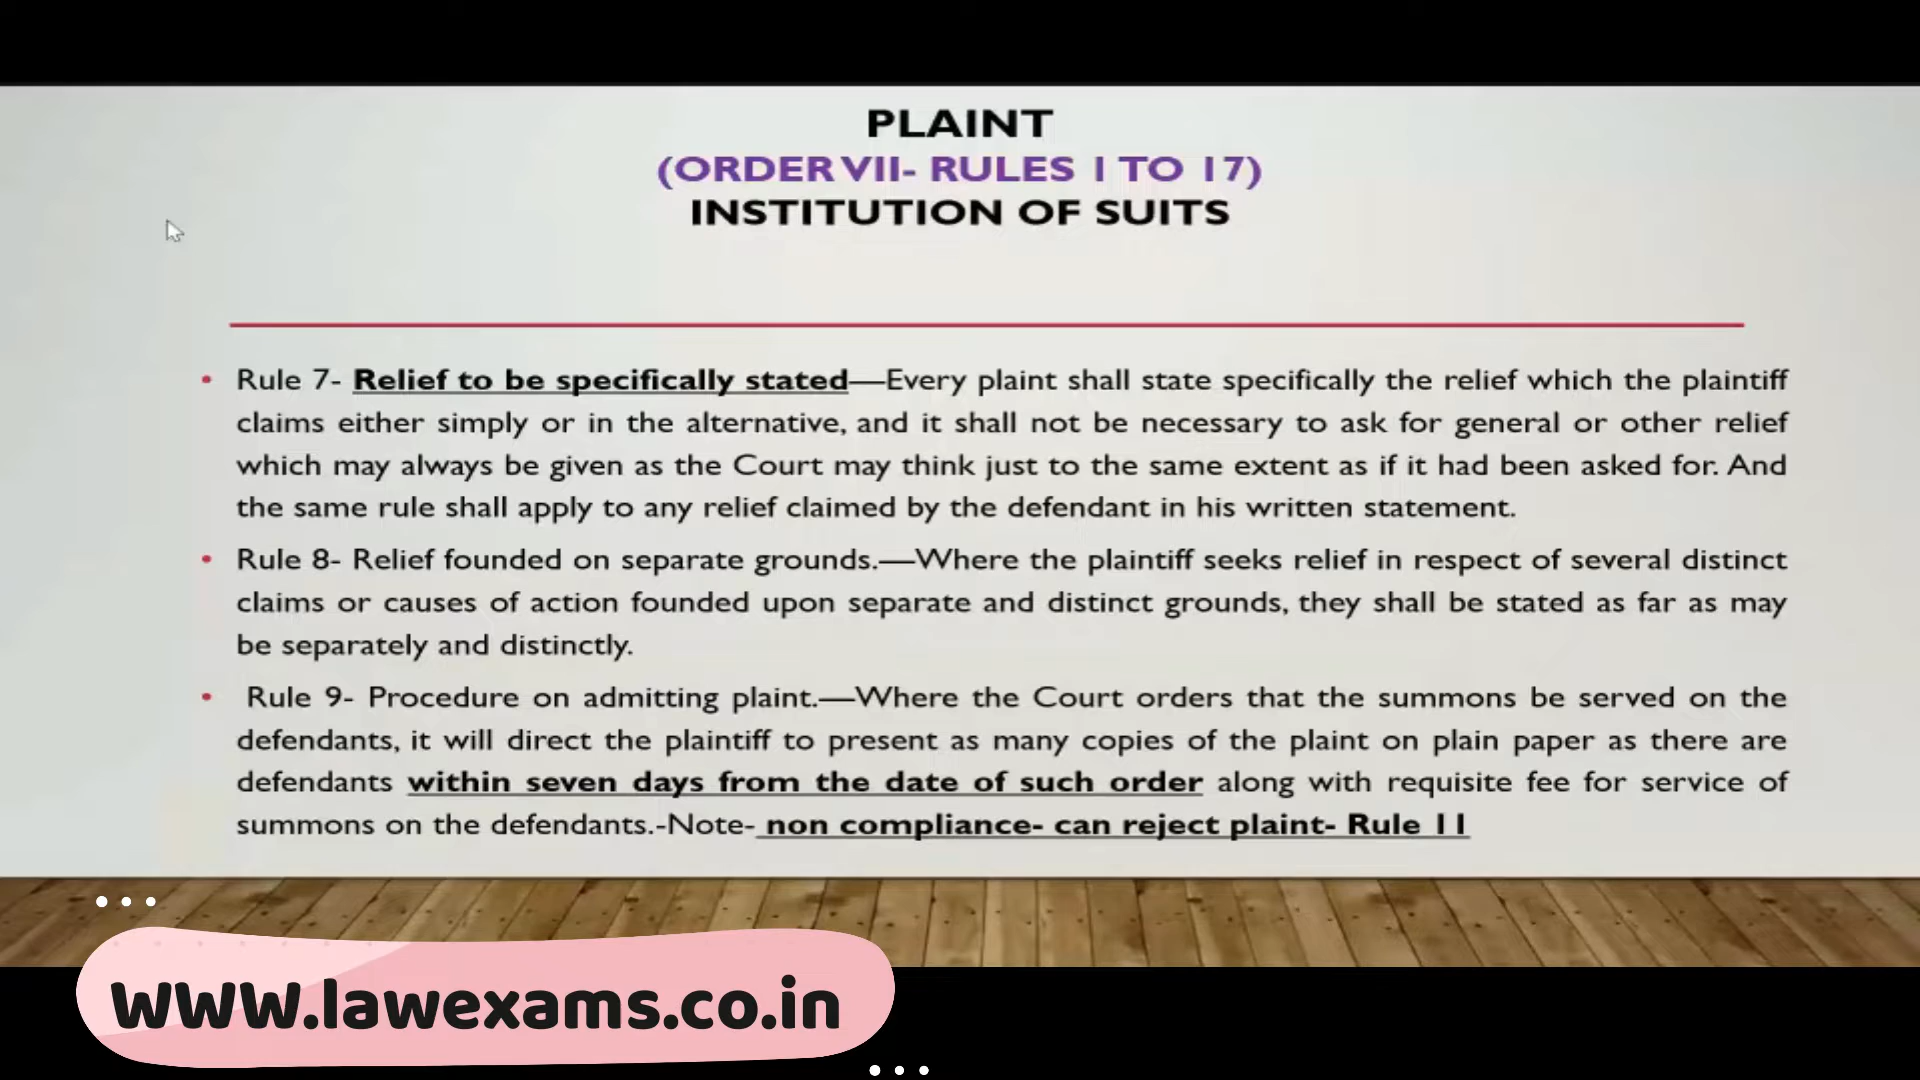 PLAINT
(ORDER VII- RULES 1 TO 17)
INSTITUTION OF SUITS
• Rule 7- Relief to be specifically stated—Every plaint shall state specifically the relief which the plaintiff
claims either simply or in the alternative, and it shall not be necessary to ask for general or other relief
which may always be given as the Court may think just to the same extent as if it had been asked for. And
the same rule shall apply to any relief claimed by the defendant in his written statement.
• Rule 8- Relief founded on separate grounds.—Where the plaintiff seeks relief in respect of several distinct
claims or causes of action founded upon separate and distinct grounds, they shall be stated as far as may
be separately and distinctly.
• Rule 9- Procedure on admitting plaint.—Where the Court orders that the summons be served on the
defendants, it will direct the plaintiff to present as many copies of the plaint on plain paper as there are
defendants within seven days from the date of such order along with requisite fee for service of
summons on the defendants.-Note- non compliance- can reject plaint- Rule 11
www.lawexams.co.in